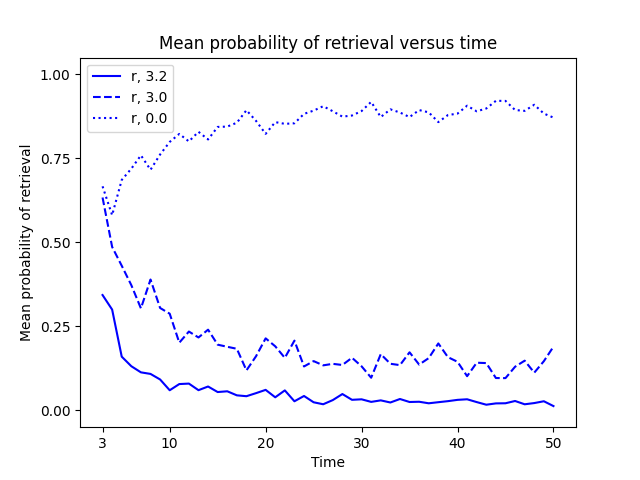 Mean probability of retrieval versus time
r, 3.2
r, 3.0
r, 0.0
1.00
0.75
0.50
0.25
0.00
Mean probability of retrieval
3 10 20 30 40 50
Time